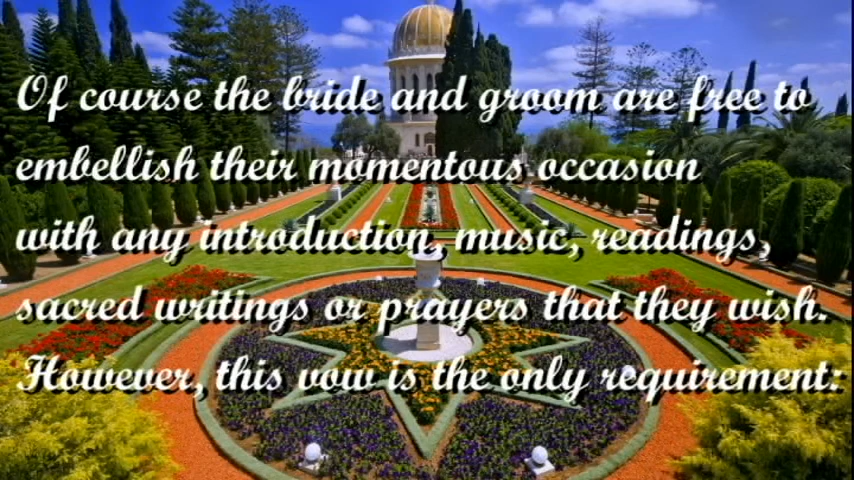 Of course the bride and groom are free to
embellish their momentous occasion
with any introduction, music, readings,
sacred writings or prayers that they wish.
However, this vow is the only requirement: